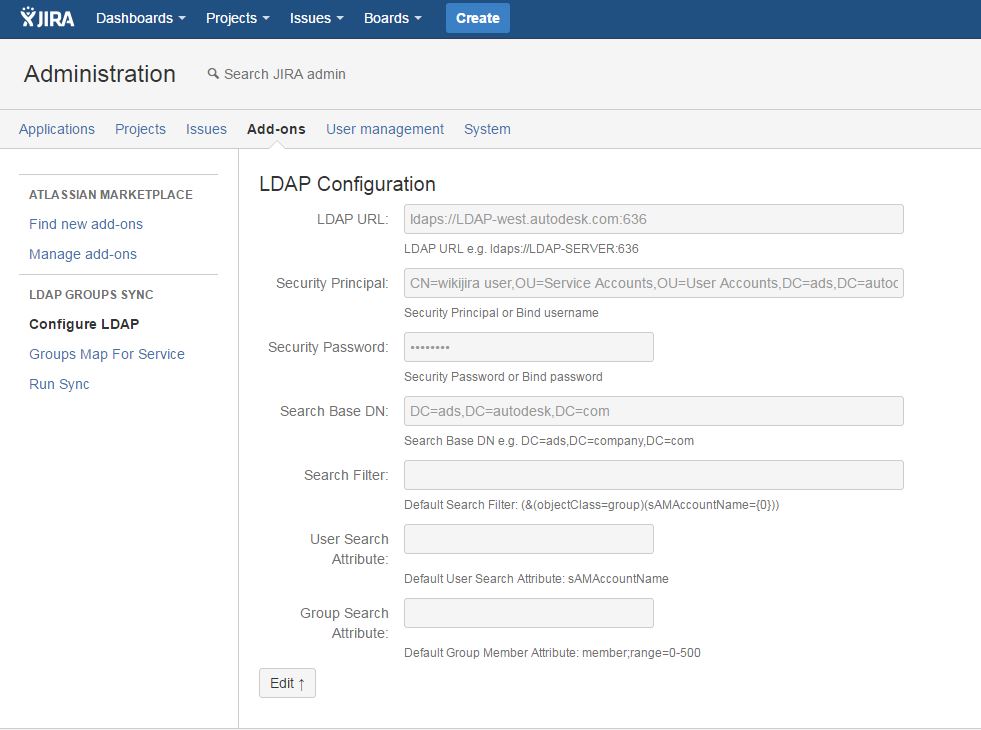 JIRA Dashboards Projects Issues Boards Create
Administration Search JIRA admin
Applications Projects Issues Add-ons User management System
ATLASSIAN MARKETPLACE
Find new add-ons
Manage add-ons
LDAP GROUPS SYNC
Configure LDAP
Groups Map For Service
Run Sync
LDAP Configuration
LDAP URL: ldaps://LDAP-west.autodesk.com:636
LDAP URL e.g. ldaps://LDAP-SERVER:636
Security Principal: CN=wikijira user,OU=Service Accounts,OU=User Accounts,DC=ads,DC=autoc
Security Principal or Bind username
Security Password: ••••••••
Security Password or Bind password
Search Base DN: DC=ads,DC=autodesk,DC=com
Search Base DN e.g. DC=ads,DC=company,DC=com
Search Filter:
Default Search Filter: (&(objectClass=group)(sAMAccountName={0}))
User Search
Attribute:
Default User Search Attribute: sAMAccountName
Group Search
Attribute:
Default Group Member Attribute: member;range=0-500
Edit ↑